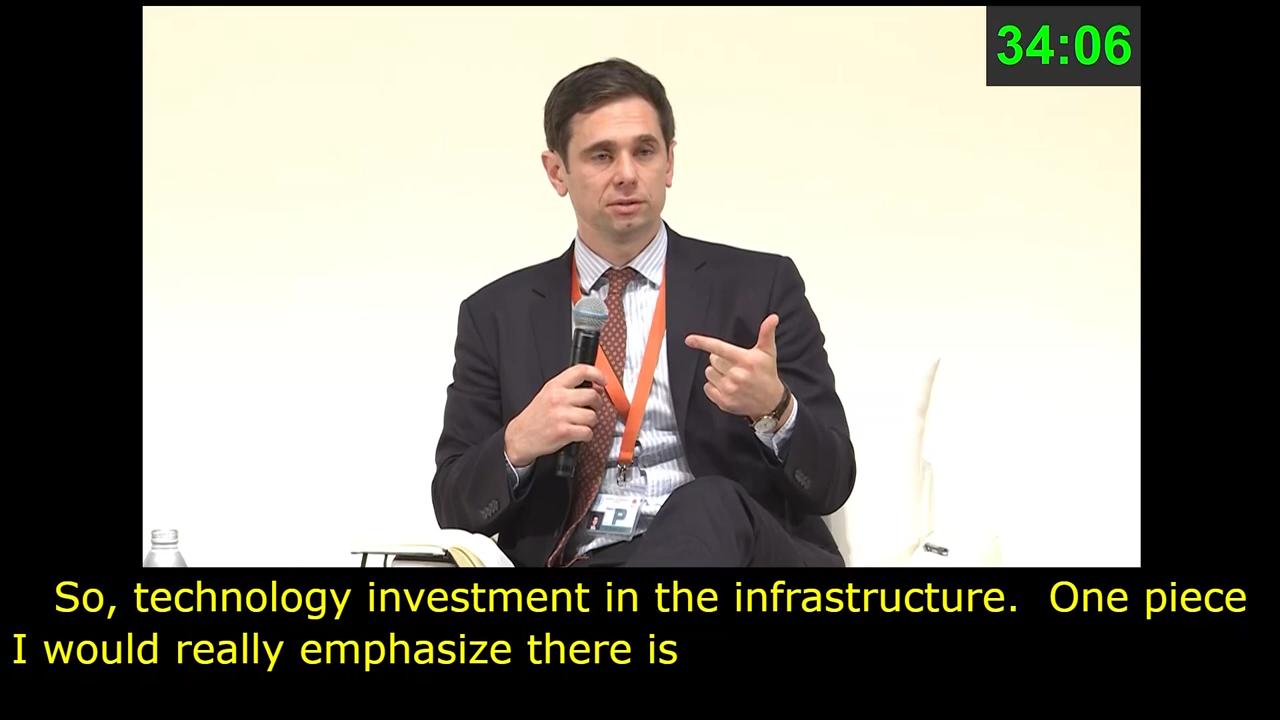 34:06
P
So, technology investment in the infrastructure.  One piece
I would really emphasize there is